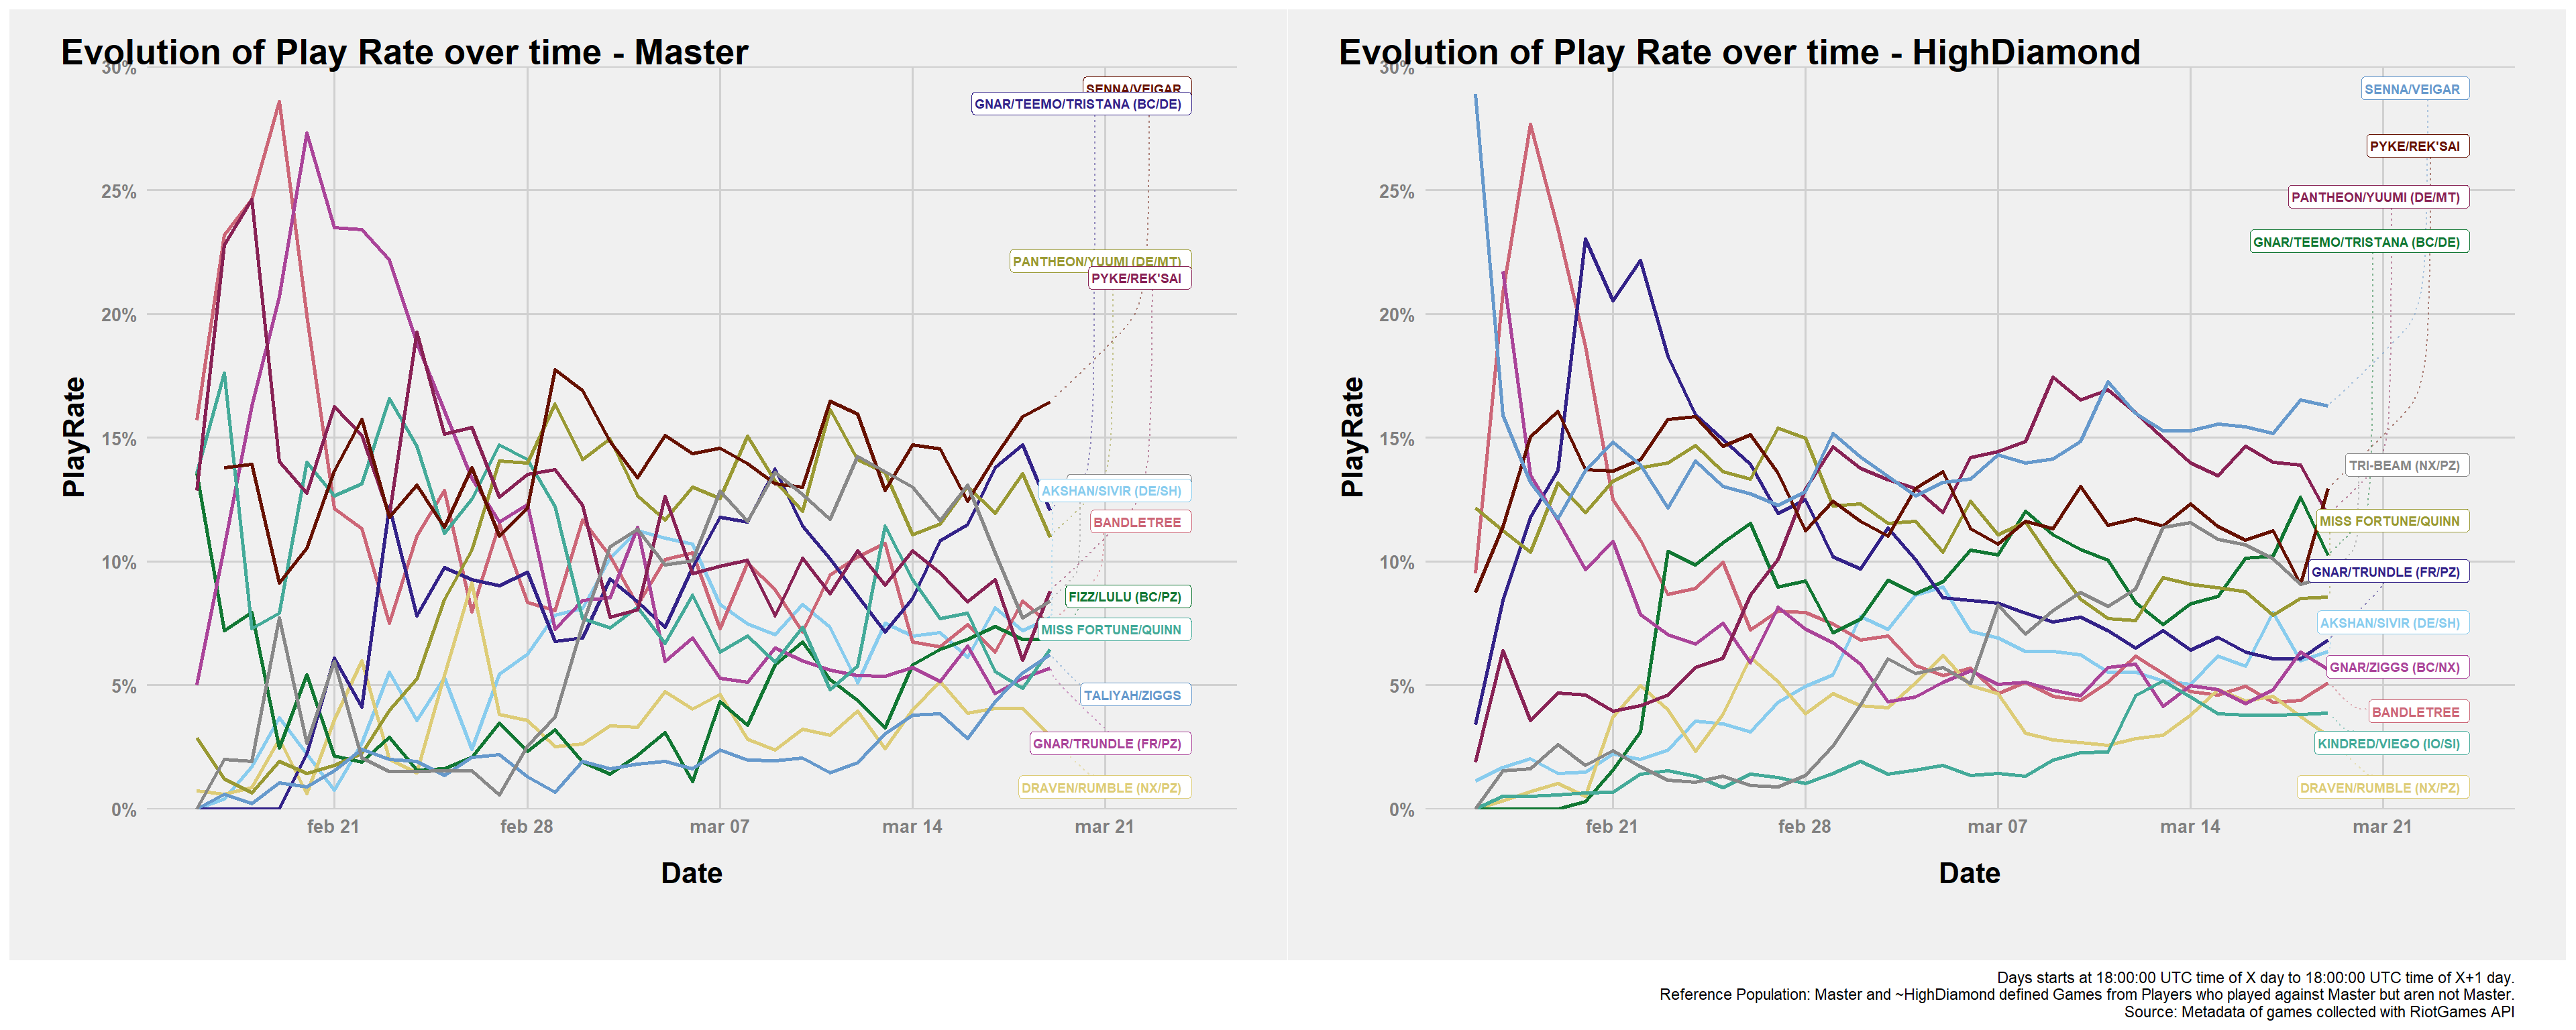 Evolution of Play Rate over time - Master
30%
25%
20%
15%
10%
5%
0%
PlayRate
SENNA/VEIGAR
GNAR/TEEMO/TRISTANA (BC/DE)
PANTHEON/YUUMI (DE/MT)
PYKE/REK'SAI
AKSHAN/SIVIR (DE/SH)
BANDLETREE
FIZZ/LULU (BC/PZ)
MISS FORTUNE/QUINN
TALIYAH/ZIGGS
GNAR/TRUNDLE (FR/PZ)
DRAVEN/RUMBLE (NX/PZ)
feb 21
feb 28
mar 07
mar 14
mar 21
Date
Evolution of Play Rate over time - HighDiamond
30%
25%
20%
15%
10%
5%
0%
PlayRate
SENNA/VEIGAR
PYKE/REK'SAI
PANTHEON/YUUMI (DE/MT)
GNAR/TEEMO/TRISTANA (BC/DE)
TRI-BEAM (NX/PZ)
MISS FORTUNE/QUINN
GNAR/TRUNDLE (FR/PZ)
AKSHAN/SIVIR (DE/SH)
GNAR/ZIGGS (BC/NX)
BANDLETREE
KINDRED/VIEGO (IO/SI)
DRAVEN/RUMBLE (NX/PZ)
feb 21
feb 28
mar 07
mar 14
mar 21
Date
Days starts at 18:00:00 UTC time of X day to 18:00:00 UTC time of X+1 day.
Reference Population: Master and ~HighDiamond defined Games from Players who played against Master but aren not Master.
Source: Metadata of games collected with RiotGames API